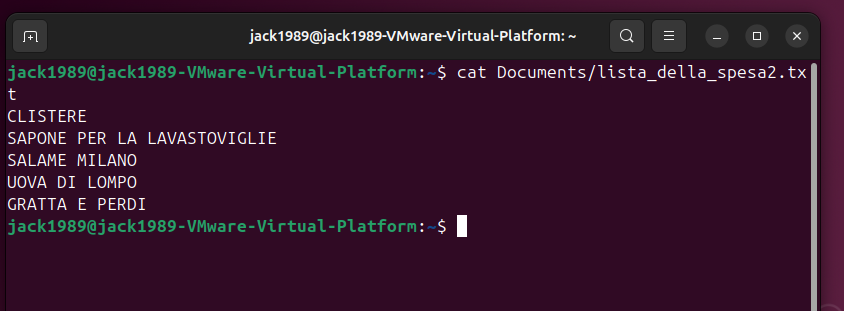 jack1989@jack1989-VMware-Virtual-Platform: ~
jack1989@jack1989-VMware-Virtual-Platform:~$ cat Documents/lista_della_spesa2.tx
t
CLISTERE
SAPONE PER LA LAVASTOVIGLIE
SALAME MILANO
UOVA DI LOMPO
GRATTA E PERDI
jack1989@jack1989-VMware-Virtual-Platform:~$